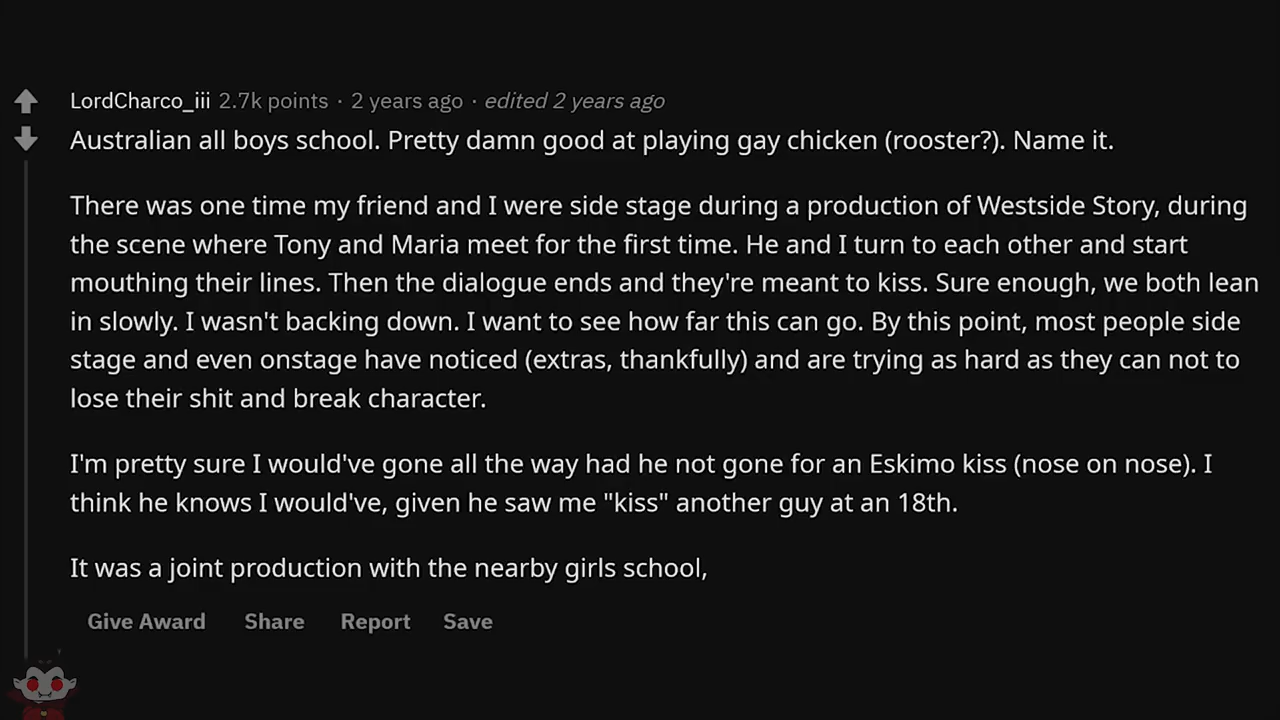 LordCharco_iii 2.7k points · 2 years ago · edited 2 years ago
Australian all boys school. Pretty damn good at playing gay chicken (rooster?). Name it.
There was one time my friend and I were side stage during a production of Westside Story, during
the scene where Tony and Maria meet for the first time. He and I turn to each other and start
mouthing their lines. Then the dialogue ends and they're meant to kiss. Sure enough, we both lean
in slowly. I wasn't backing down. I want to see how far this can go. By this point, most people side
stage and even onstage have noticed (extras, thankfully) and are trying as hard as they can not to
lose their shit and break character.
I'm pretty sure I would've gone all the way had he not gone for an Eskimo kiss (nose on nose). I
think he knows I would've, given he saw me "kiss" another guy at an 18th.
It was a joint production with the nearby girls school,
Give Award Share Report Save